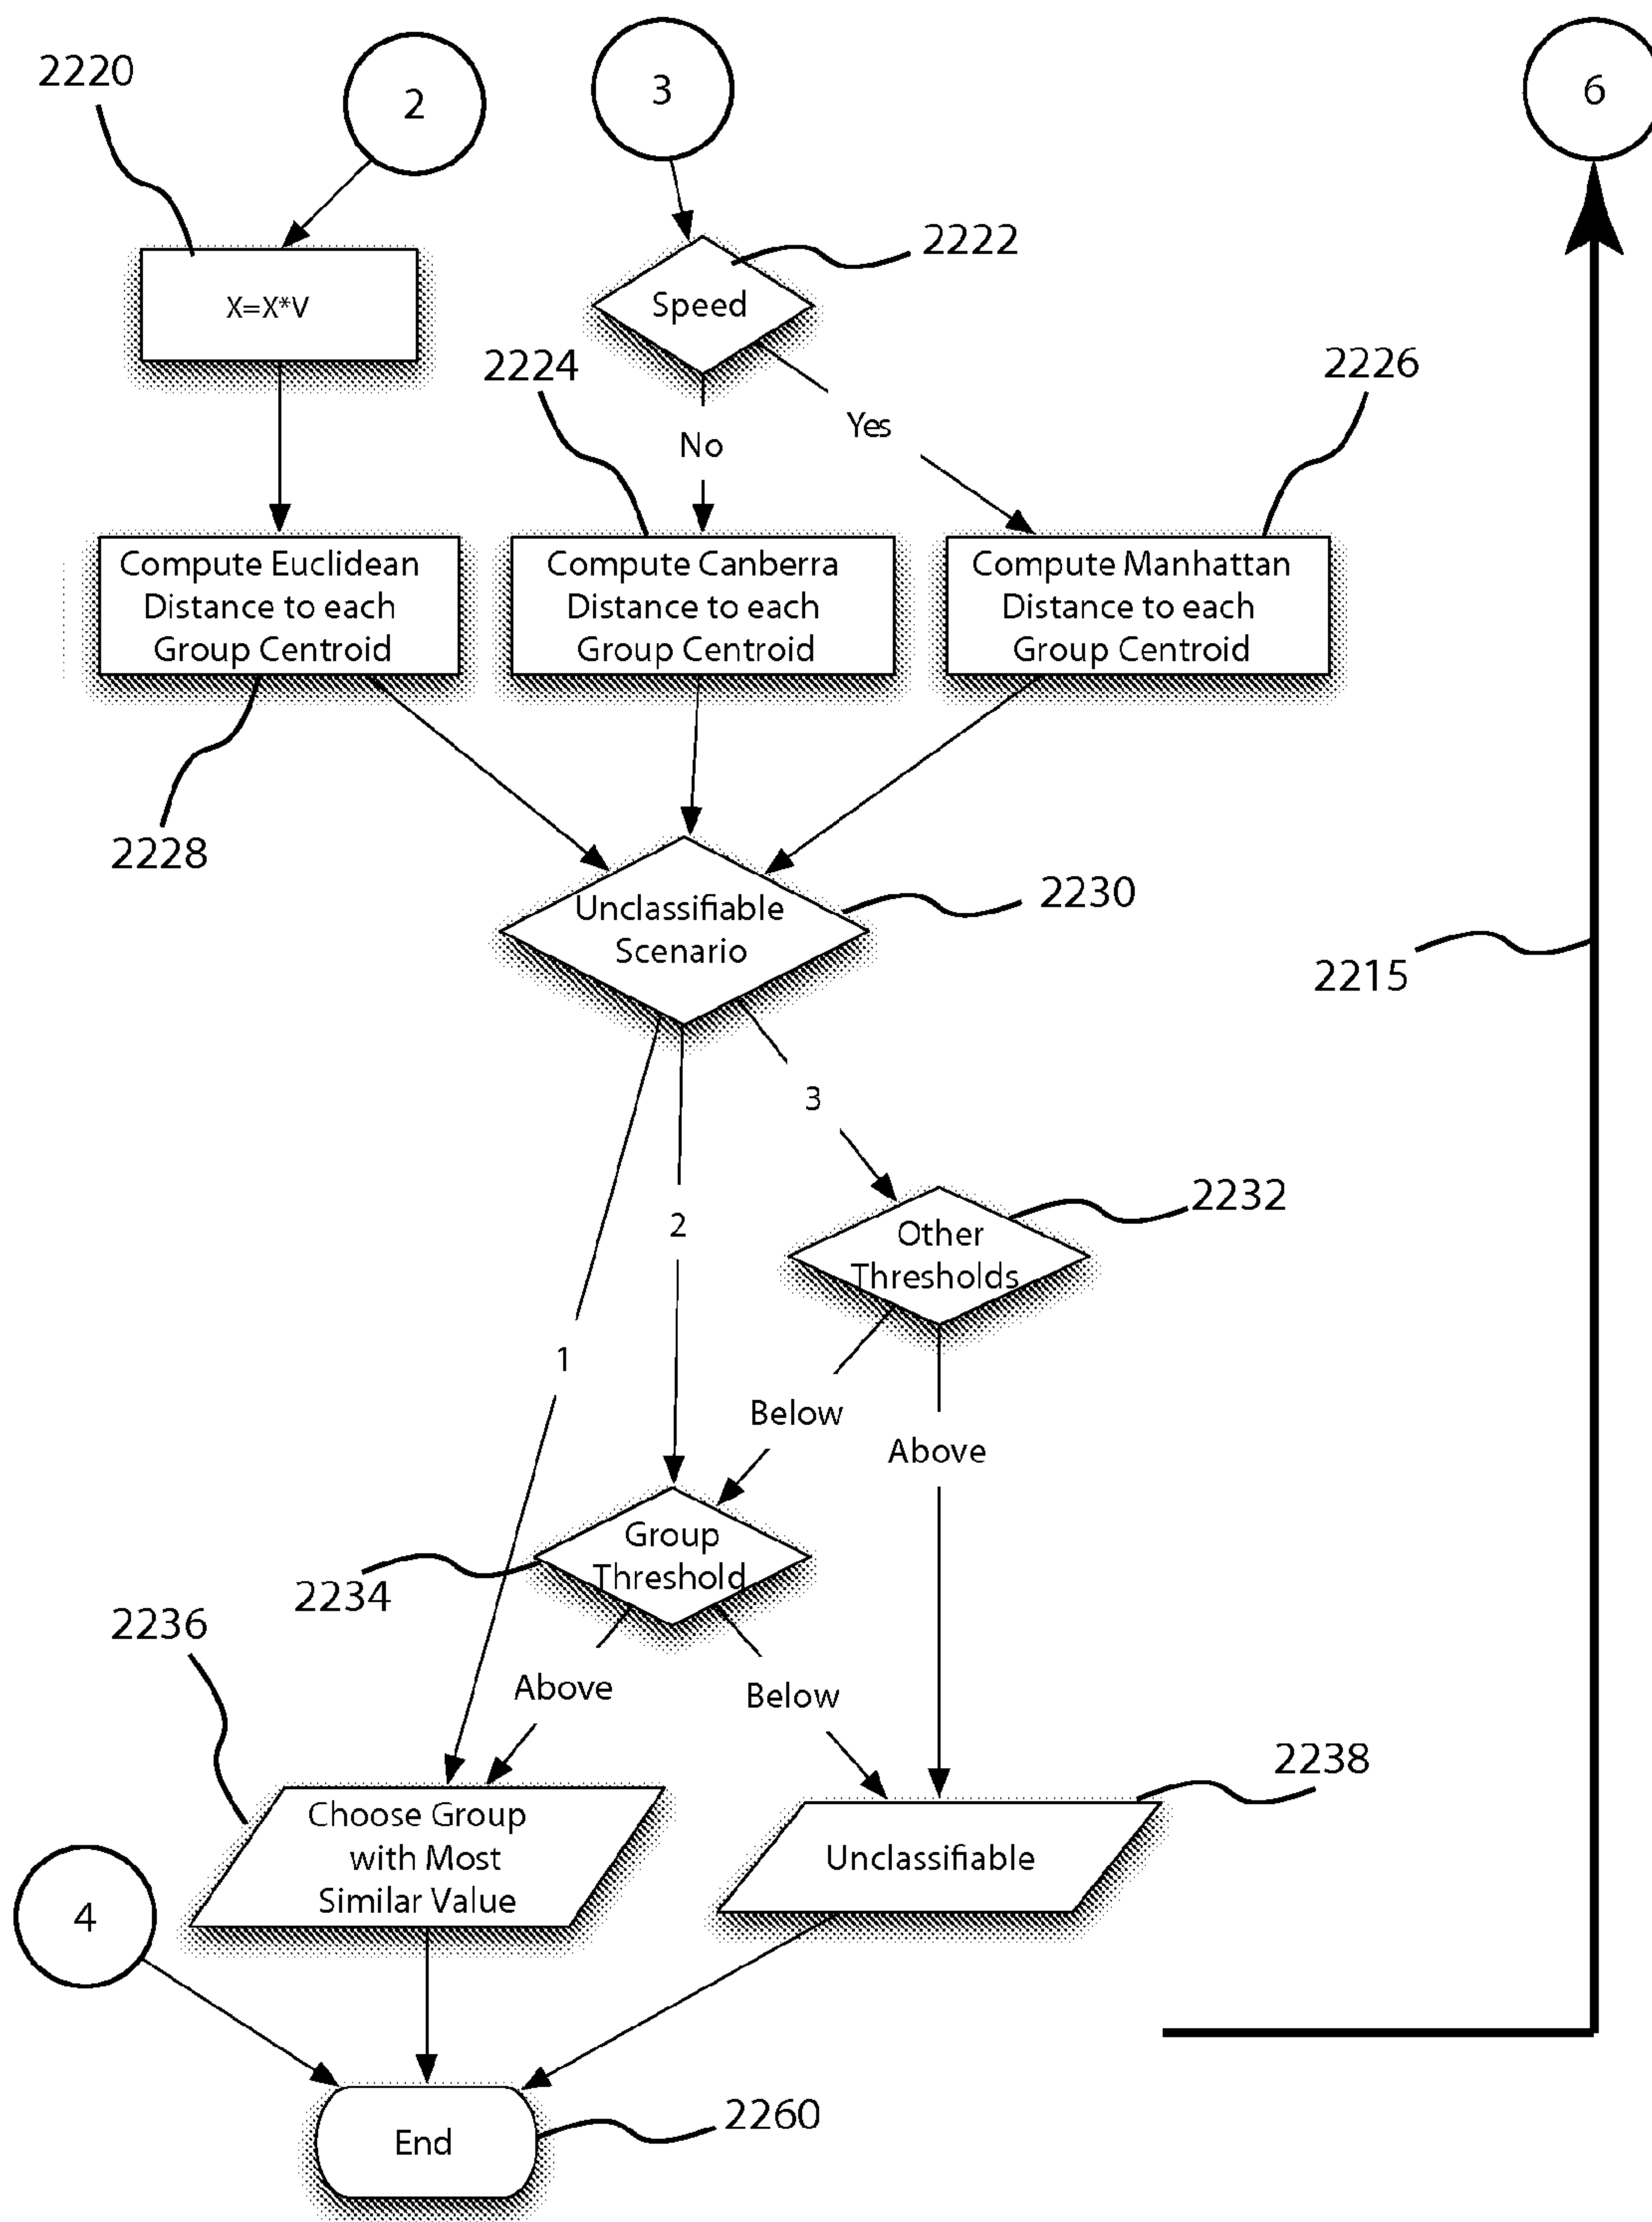 2220
2
3
6
X=X*V
Speed
2222
2224
2226
No
Yes
Compute Euclidean
Distance to each
Group Centroid
Compute Canberra
Distance to each
Group Centroid
Compute Manhattan
Distance to each
Group Centroid
2228
Unclassifiable
Scenario
2230
2215
3
2232
2
Other
Thresholds
1
Below
Above
Group
Threshold
2234
2236
Above
Below
2238
Choose Group
with Most
Similar Value
Unclassifiable
4
2260
End